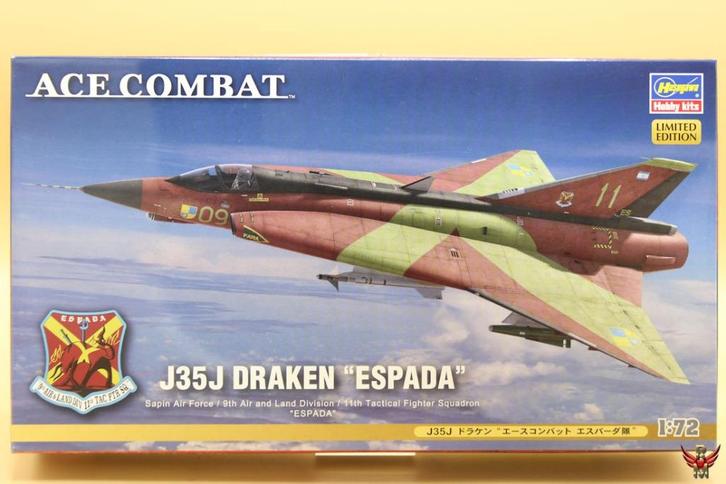 ACE COMBAT™
Hasegawa
Hobby kits
LIMITED
EDITION
11
09
ESPADA
9TH AIR & LAND DIV 11TH TAC FTR SQ.
J35J DRAKEN "ESPADA"
Sapin Air Force / 9th Air and Land Division / 11th Tactical Fighter Squadron
"ESPADA"
J35J ドラケン "エースコンバット エスパーダ隊"
1:72